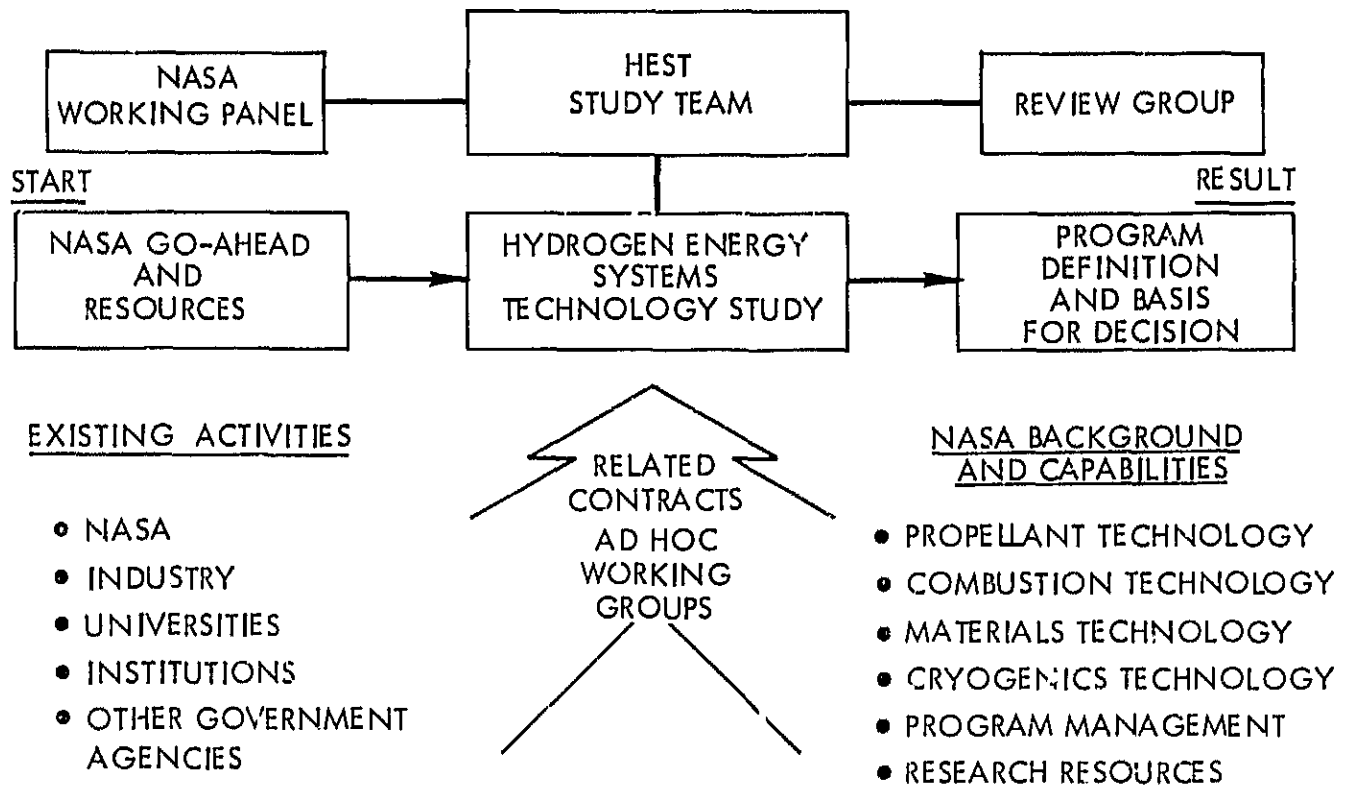 NASA
WORKING PANEL
HEST
STUDY TEAM
REVIEW GROUP
START
RESULT
NASA GO-AHEAD
AND
RESOURCES
HYDROGEN ENERGY
SYSTEMS
TECHNOLOGY STUDY
PROGRAM
DEFINITION
AND BASIS
FOR DECISION
EXISTING ACTIVITIES
• NASA
• INDUSTRY
• UNIVERSITIES
• INSTITUTIONS
• OTHER GOVERNMENT
AGENCIES
RELATED
CONTRACTS
AD HOC
WORKING
GROUPS
NASA BACKGROUND
AND CAPABILITIES
• PROPELLANT TECHNOLOGY
• COMBUSTION TECHNOLOGY
• MATERIALS TECHNOLOGY
• CRYOGENICS TECHNOLOGY
• PROGRAM MANAGEMENT
• RESEARCH RESOURCES